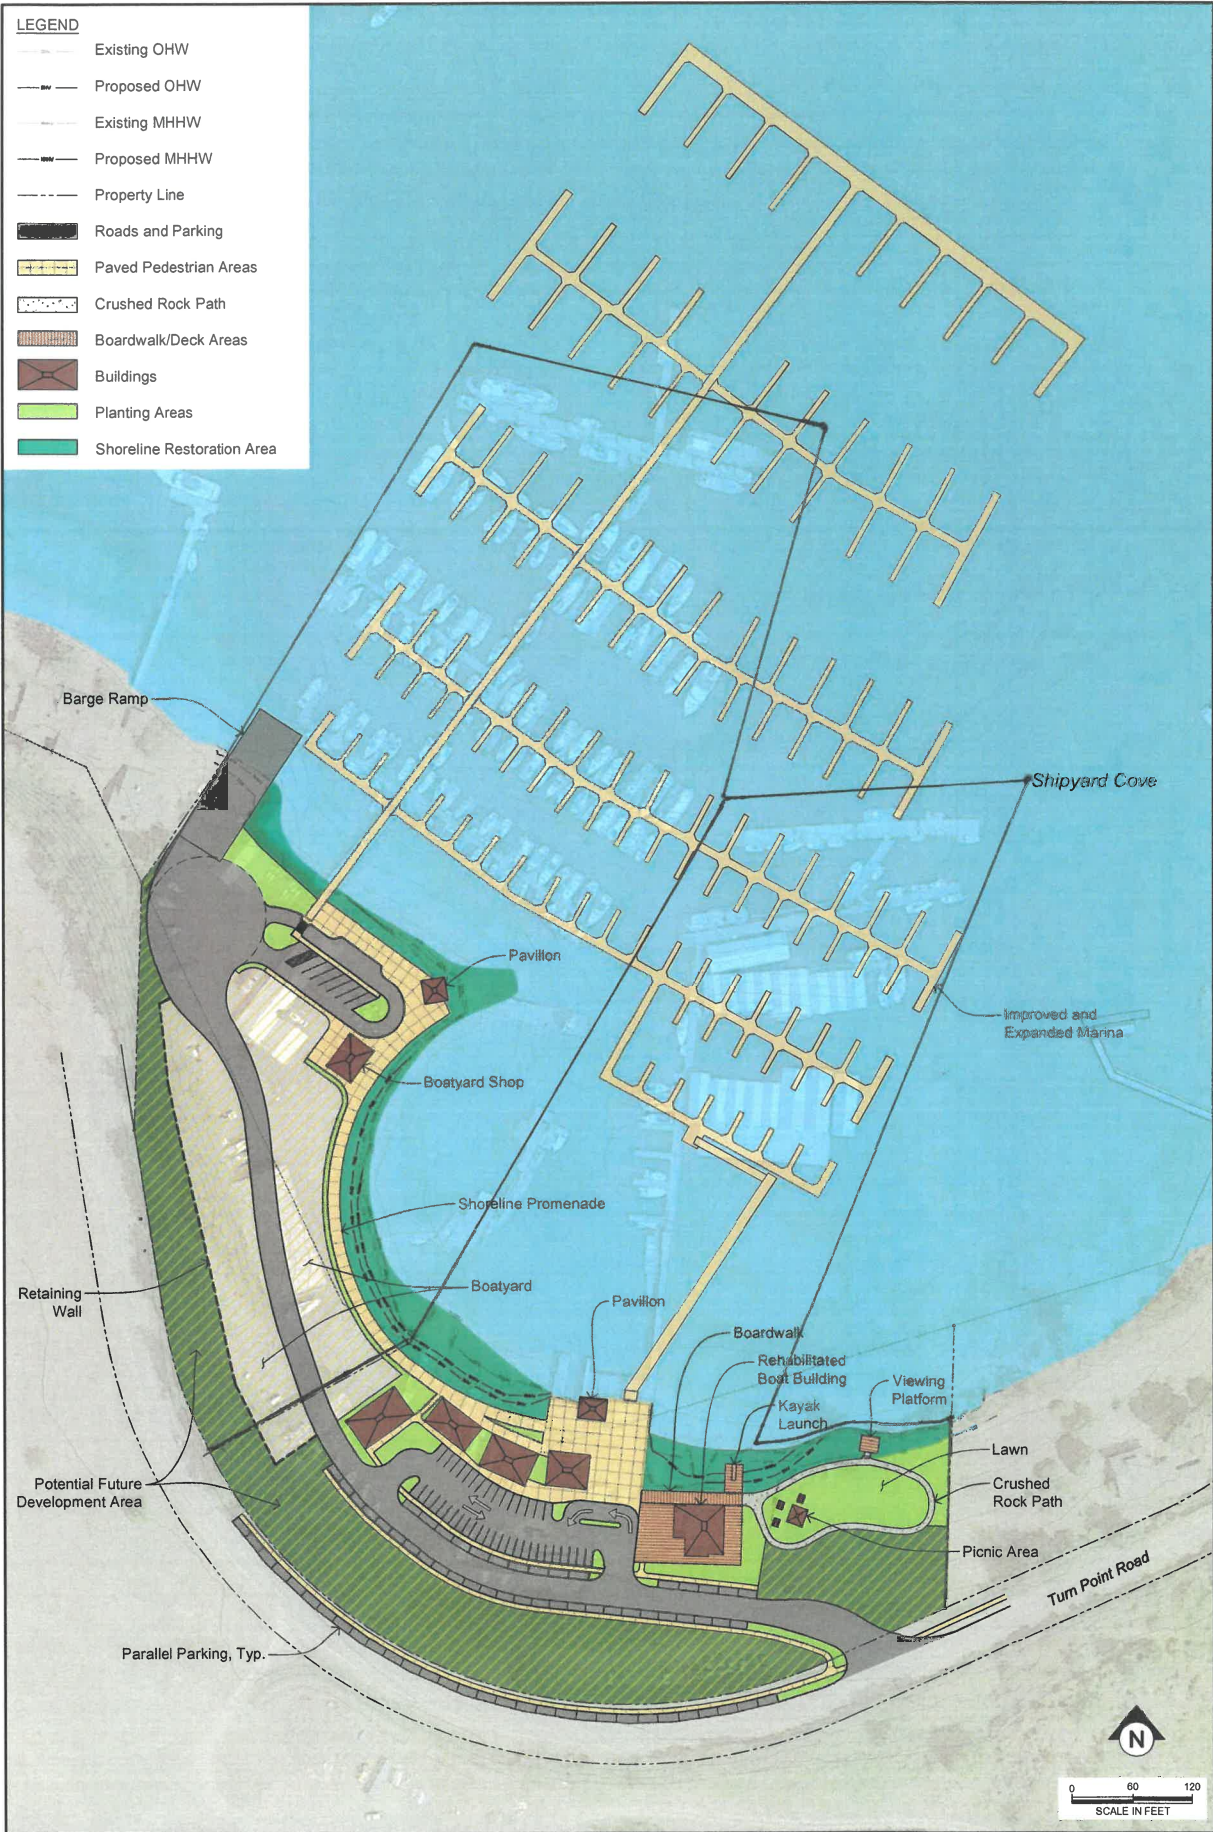 LEGEND
Existing OHW
Proposed OHW
Existing MHHW
Proposed MHHW
Property Line
Roads and Parking
Paved Pedestrian Areas
Crushed Rock Path
Boardwalk/Deck Areas
Buildings
Planting Areas
Shoreline Restoration Area
Barge Ramp
Shipyard Cove
Pavilion
Improved and
Expanded Marina
Boatyard Shop
Shoreline Promenade
Boatyard
Retaining
Wall
Pavilion
Boardwalk
Rehabilitated
Boat Building
Viewing
Platform
Kayak
Launch
Lawn
Potential Future
Development Area
Crushed
Rock Path
Picnic Area
Turn Point Road
Parallel Parking, Typ.
N
0 60 120
SCALE IN FEET